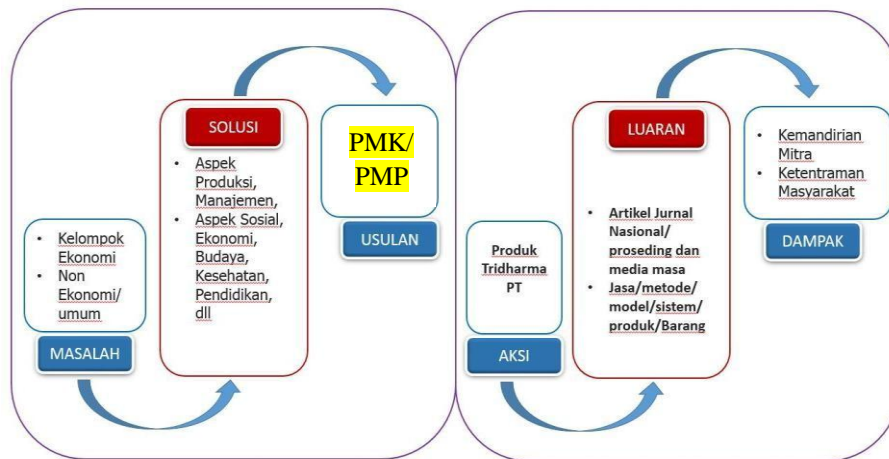 Kelompok
Ekonomi
Non
Ekonomi/
umum
MASALAH
SOLUSI
Aspek
Produksi,
Manajemen,
Aspek Sosial,
Ekonomi,
Budaya,
Kesehatan,
Pendidikan,
dll
PMK/
PMP
USULAN
Produk
Tridharma
PT
AKSI
LUARAN
Artikel Jurnal
Nasional/
proseding dan
media masa
Jasa/metode/
model/sistem/
produk/Barang
Kemandirian
Mitra
Ketentraman
Masyarakat
DAMPAK